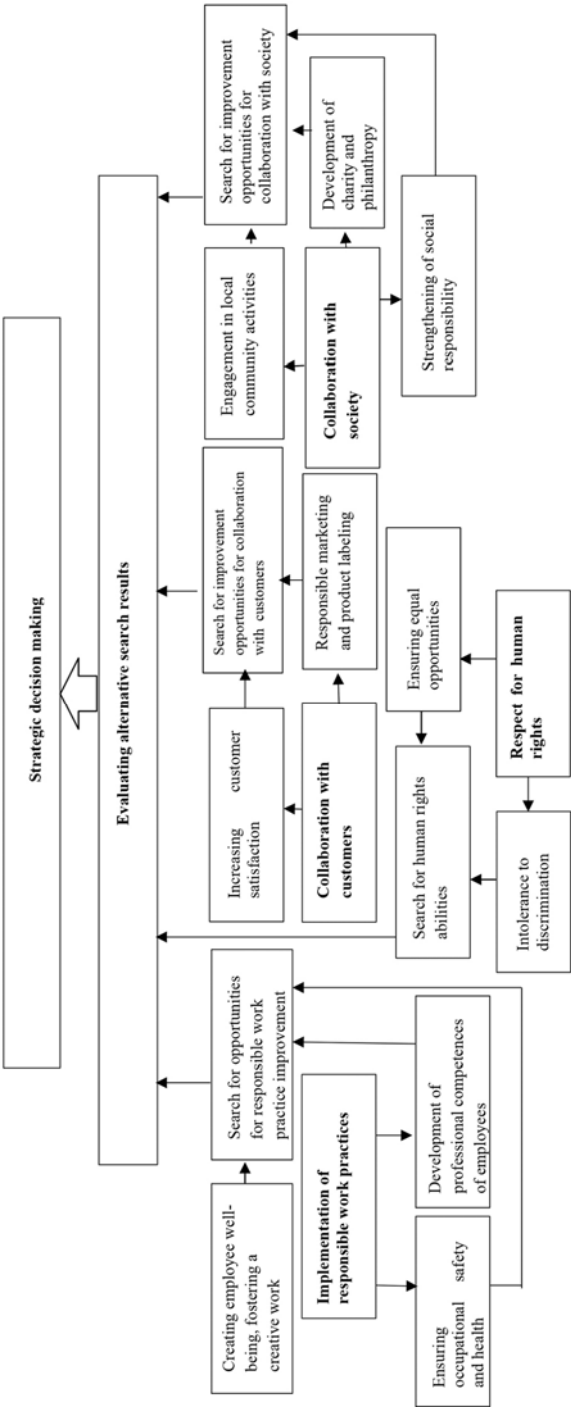 Strategic decision making
Evaluating alternative search results
Creating employee well-
being, fostering a
creative work
Search for opportunities
for responsible work
practice improvement
Increasing customer
satisfaction
Search for improvement
opportunities for collaboration
with customers
Engagement in local
community activities
Search for improvement
opportunities for
collaboration with society
Implementation of
responsible work practices
Collaboration with
customers
Responsible marketing
and product labeling
Collaboration with
society
Development of
charity and
philanthropy
Ensuring
occupational safety
and health
Development of
professional competences
of employees
Search for human rights
abilities
Ensuring equal
opportunities
Strengthening of social
responsibility
Intolerance to
discrimination
Respect for human
rights